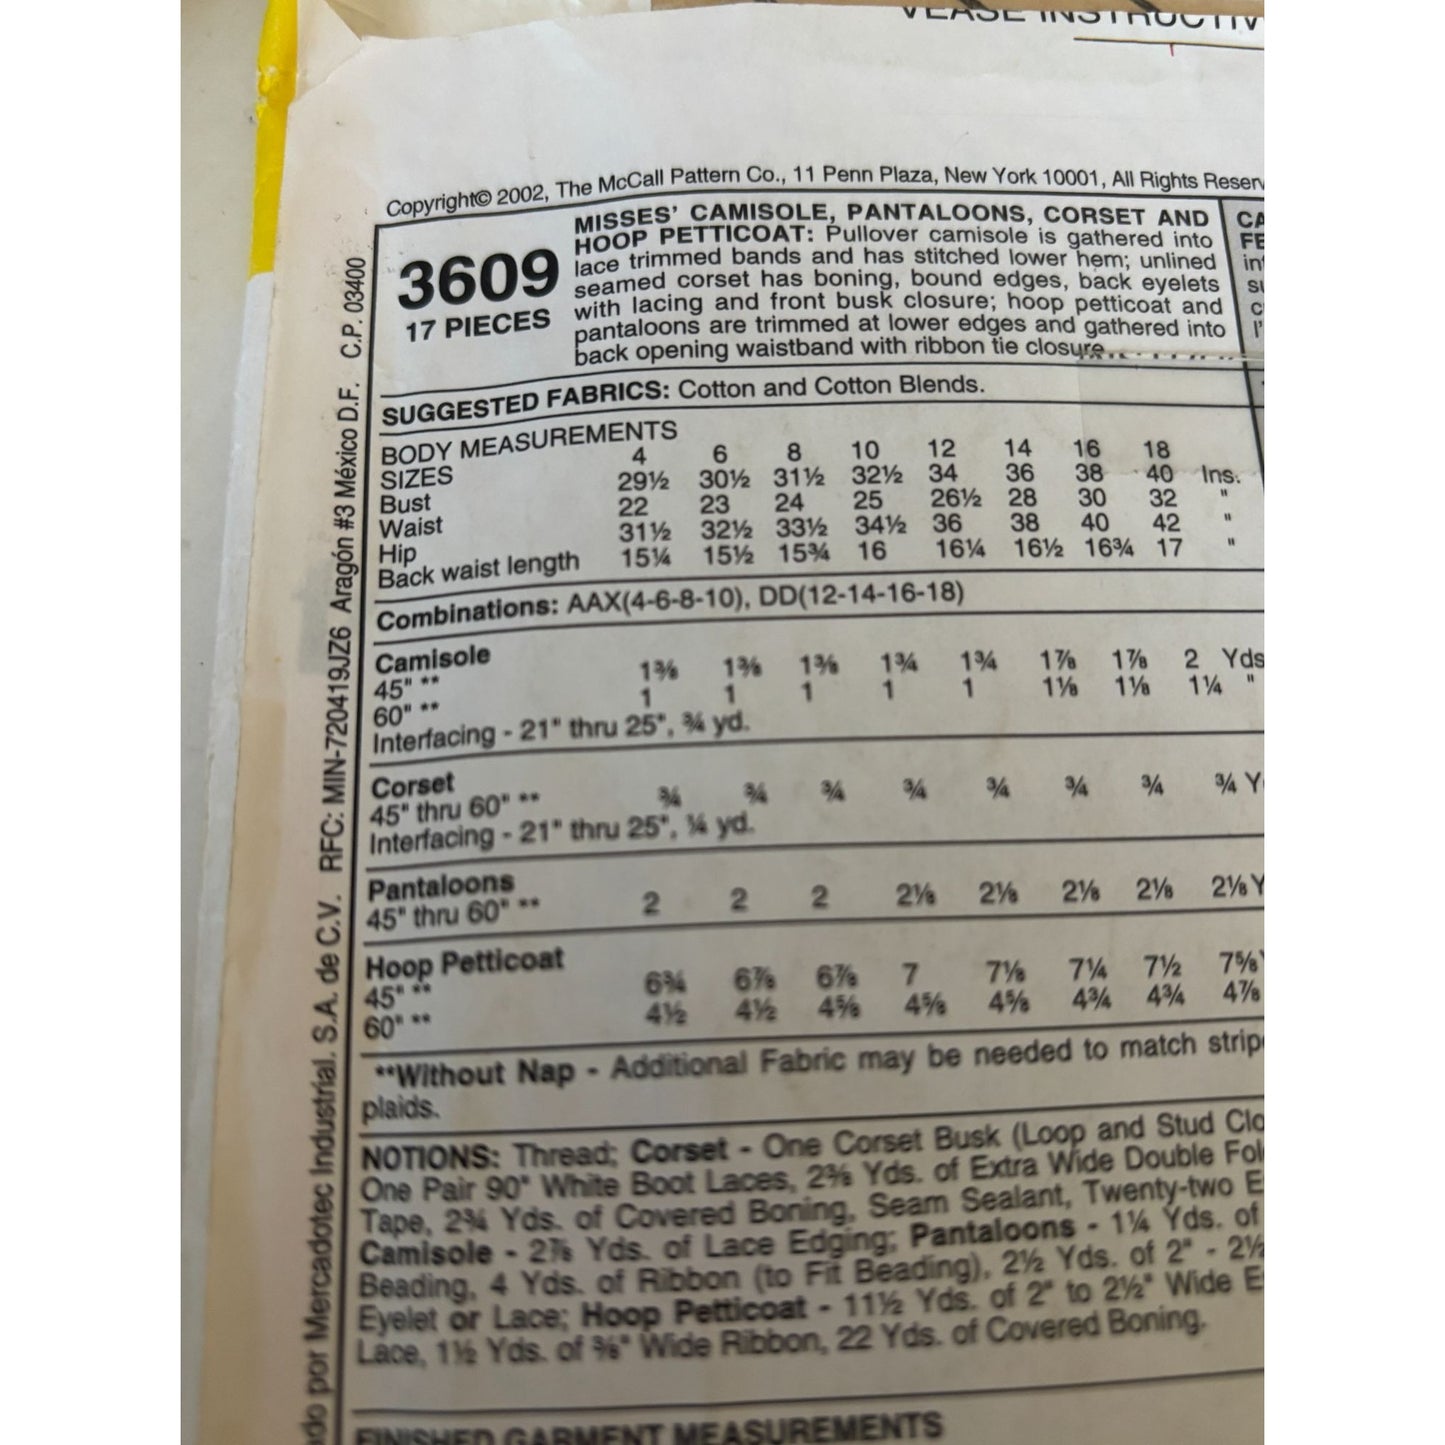 VEASE INSTRUCTIV
Copyright© 2002, The McCall Pattern Co., 11 Penn Plaza, New York 10001, All Rights Reserv
3609
17 PIECES
MISSES' CAMISOLE, PANTALOONS, CORSET AND
HOOP PETTICOAT: Pullover camisole is gathered into
lace trimmed bands and has stitched lower hem; unlined
seamed corset has boning, bound edges, back eyelets
with lacing and front busk closure; hoop petticoat and
pantaloons are trimmed at lower edges and gathered into
back opening waistband with ribbon tie closure.
CA
FE
in
su
c
l'
SUGGESTED FABRICS: Cotton and Cotton Blends.
BODY MEASUREMENTS
SIZES 4 6 8 10 12 14 16 18
Bust 29½ 30½ 31½ 32½ 34 36 38 40 Ins.
Waist 22 23 24 25 26½ 28 30 32 "
Hip 31½ 32½ 33½ 34½ 36 38 40 42 "
Back waist length 15¼ 15½ 15¾ 16 16¼ 16½ 16¾ 17 "
Combinations: AAX(4-6-8-10), DD(12-14-16-18)
Camisole
45" ** 1⅜ 1⅜ 1⅜ 1¾ 1¾ 1⅞ 1⅞ 2 Yds
60" ** 1 1 1 1 1 1⅛ 1⅛ 1¼ "
Interfacing - 21" thru 25", ¾ yd.
Corset
45" thru 60" ** ¾ ¾ ¾ ¾ ¾ ¾ ¾ ¾ Y
Interfacing - 21" thru 25", ¼ yd.
Pantaloons
45" thru 60" ** 2 2 2 2⅛ 2⅛ 2⅛ 2⅛ 2⅛ Y
Hoop Petticoat
45" ** 6¾ 6⅞ 6⅞ 7 7⅛ 7¼ 7½ 7⅝
60" ** 4½ 4½ 4⅝ 4⅝ 4⅝ 4¾ 4¾ 4⅞
**Without Nap - Additional Fabric may be needed to match strip
plaids.
NOTIONS: Thread; Corset - One Corset Busk (Loop and Stud Clo
One Pair 90" White Boot Laces, 2⅜ Yds. of Extra Wide Double Fol
Tape, 2¾ Yds. of Covered Boning, Seam Sealant, Twenty-two E
Camisole - 2⅞ Yds. of Lace Edging; Pantaloons - 1¼ Yds. of
Beading, 4 Yds. of Ribbon (to Fit Beading), 2½ Yds. of 2" - 2½
Eyelet or Lace; Hoop Petticoat - 11½ Yds. of 2" to 2½" Wide E
Lace, 1½ Yds. of ⅜" Wide Ribbon, 22 Yds. of Covered Boning.
FINISHED GARMENT MEASUREMENTS
do por Mercadotec Industrial. S.A. de C.V. RFC: MIN-720419JZ6 Aragón #3 México D.F. C.P. 03400